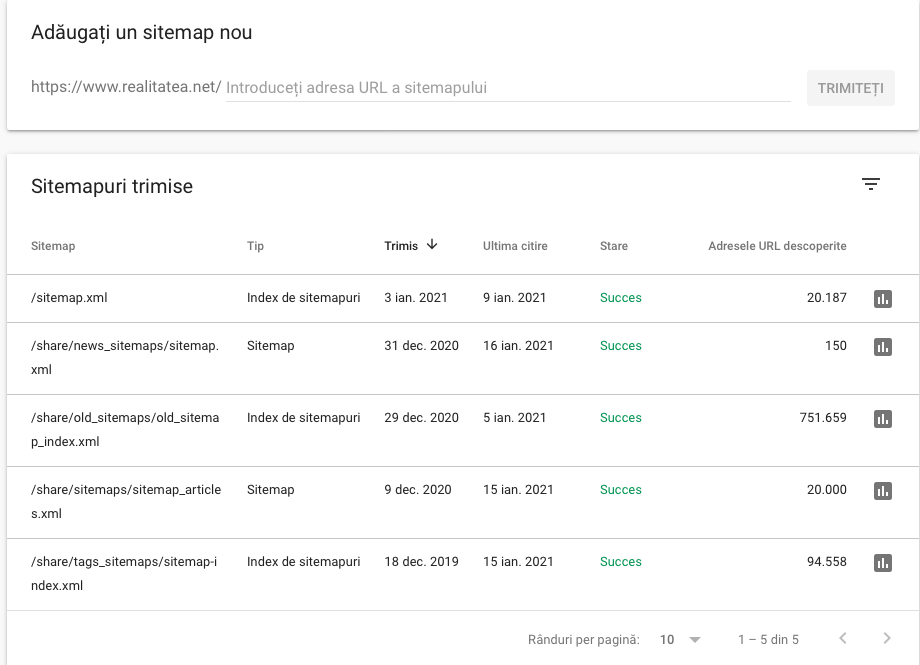 Adăugați un sitemap nou
https://www.realitatea.net/ Introduceți adresa URL a sitemapului TRIMITEȚI
Sitemapuri trimise
Sitemap Tip Trimis Ultima citire Stare Adresele URL descoperite
/sitemap.xml Index de sitemapuri 3 ian. 2021 9 ian. 2021 Succes 20.187
/share/news_sitemaps/sitemap. Sitemap 31 dec. 2020 16 ian. 2021 Succes 150
xml
/share/old_sitemaps/old_sitema Index de sitemapuri 29 dec. 2020 5 ian. 2021 Succes 751.659
p_index.xml
/share/sitemaps/sitemap_article Sitemap 9 dec. 2020 15 ian. 2021 Succes 20.000
s.xml
/share/tags_sitemaps/sitemap-i Index de sitemapuri 18 dec. 2019 15 ian. 2021 Succes 94.558
ndex.xml
Rânduri per pagină: 10 1 – 5 din 5